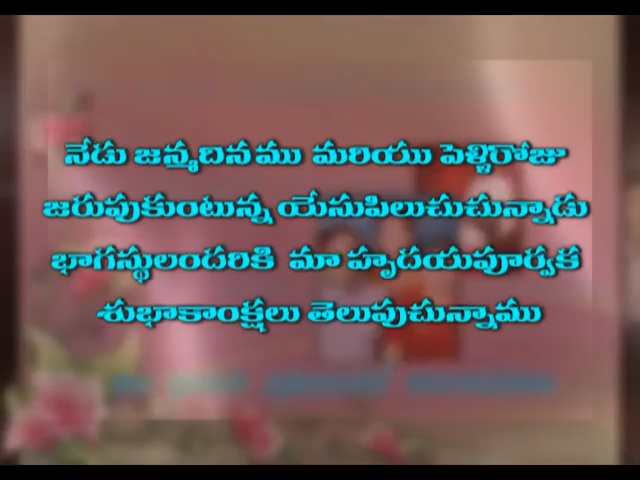 నేడు జన్మదినము మరియు పెళ్ళిరోజు
జరుపుకుంటున్న యేసుపిలుచుచున్నాడు
భాగస్థులందరికి మా హృదయపూర్వక
శుభాకాంక్షలు తెలుపుచున్నాము